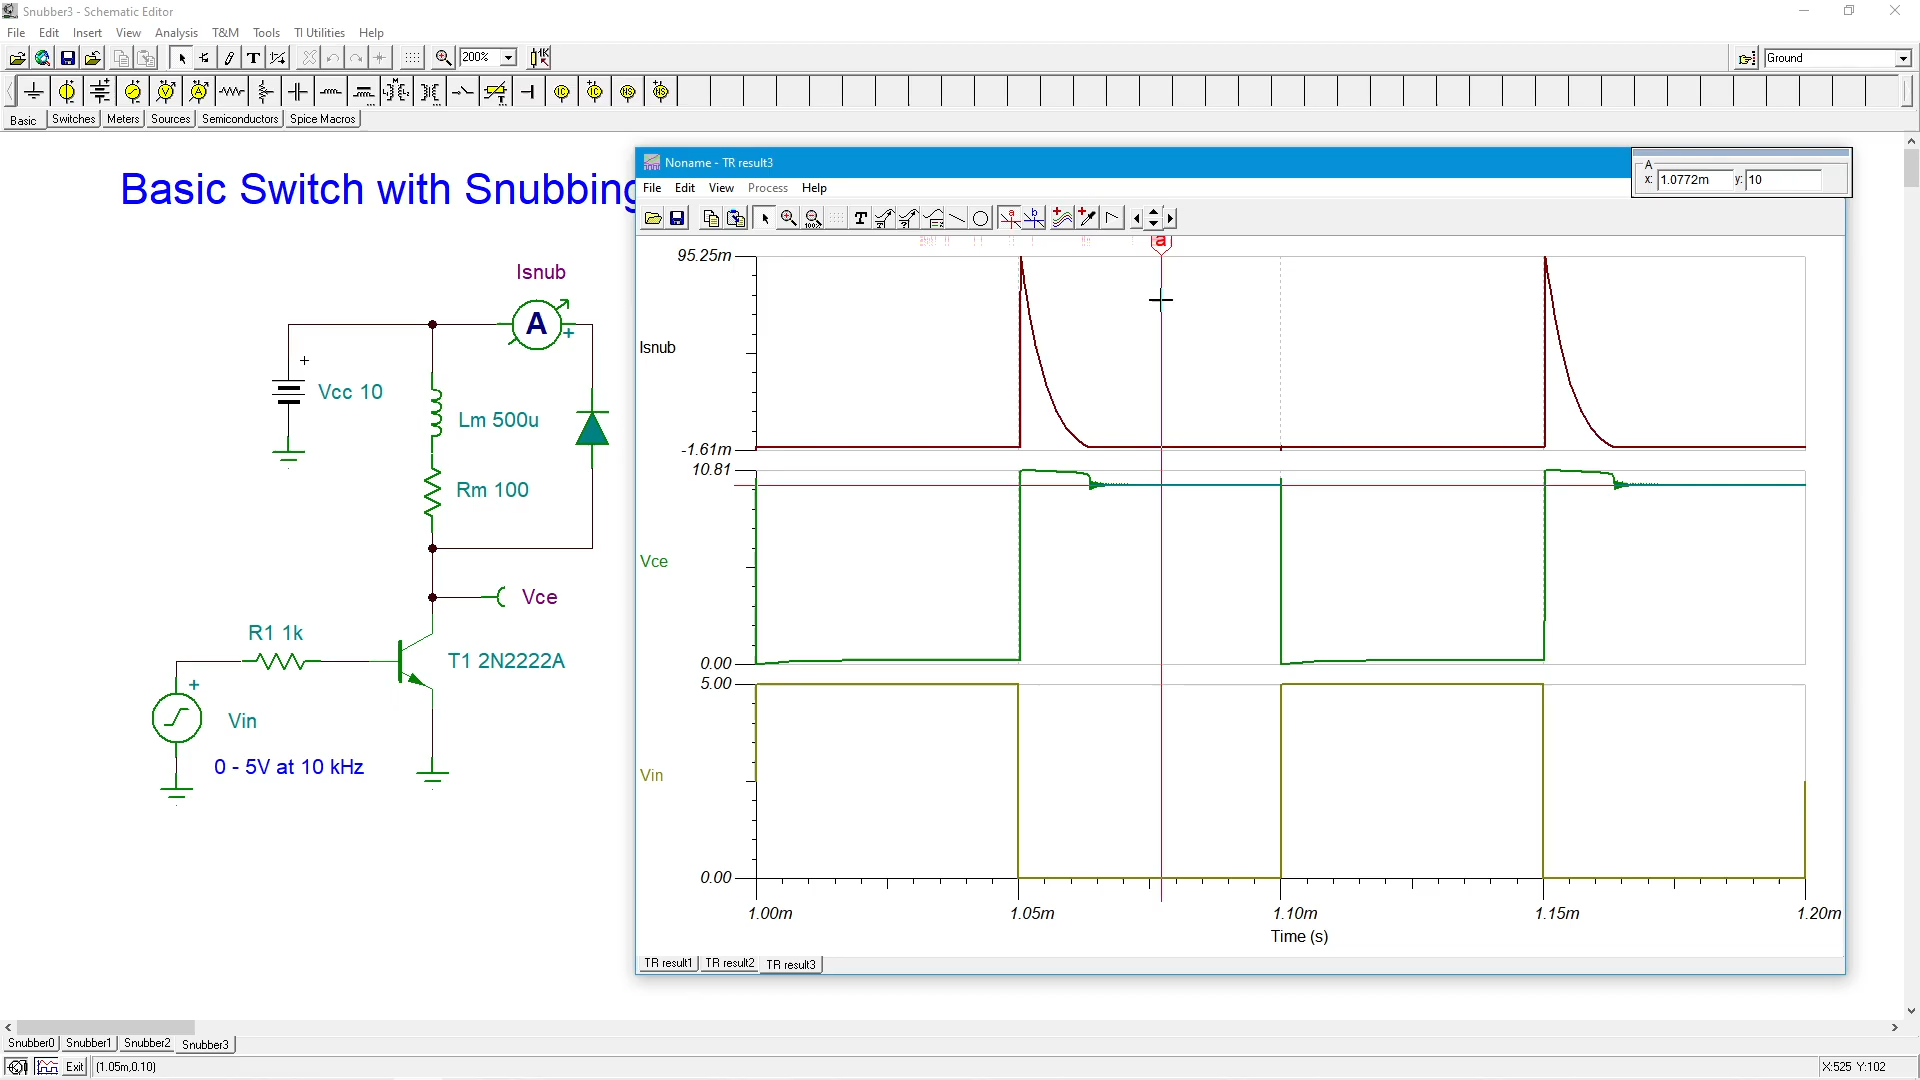 Snubber3 - Schematic Editor
File Edit Insert View Analysis T&M Tools TI Utilities Help
200% 1K Ground
Basic Switches Meters Sources Semiconductors Spice Macros
Basic Switch with Snubbing
Isnub
A
+
+
Vcc 10
Lm 500u
Rm 100
Vce
R1 1k
T1 2N2222A
+
Vin
0 - 5V at 10 kHz
Noname - TR result3
File Edit View Process Help
A
x: 1.0772m y: 10
T a b
a
95.25m
Isnub
-1.61m
10.81
Vce
0.00
5.00
Vin
0.00
1.00m 1.05m 1.10m 1.15m 1.20m
Time (s)
TR result1 TR result2 TR result3
Snubber0 Snubber1 Snubber2 Snubber3
Exit (1.05m,0.10) X:525 Y:102